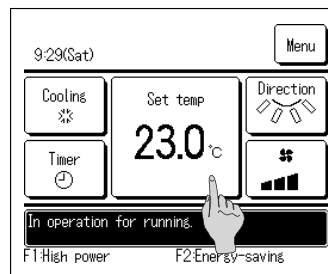 9:29(Sat)
Menu
Cooling
Set temp
Direction
23.0℃
Timer
In operation for running.
F1:High power
F2:Energy-saving